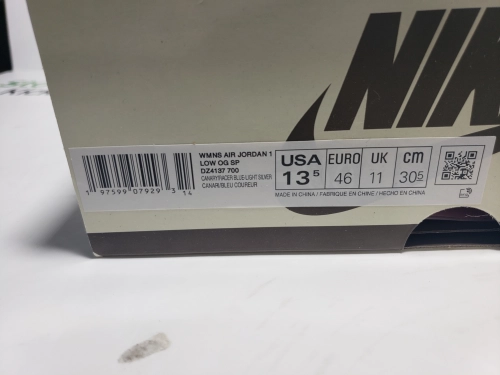 NIKE
WMNS AIR JORDAN 1
LOW OG SP
DZ4137 700
CANARY/RACER BLUE-LIGHT SILVER
CANARI/BLEU COUREUR
1 97599 07929 3 14
USA EURO UK cm
13.5 46 11 30.5
MADE IN CHINA / FABRIQUÉ EN CHINE / HECHO EN CHINA